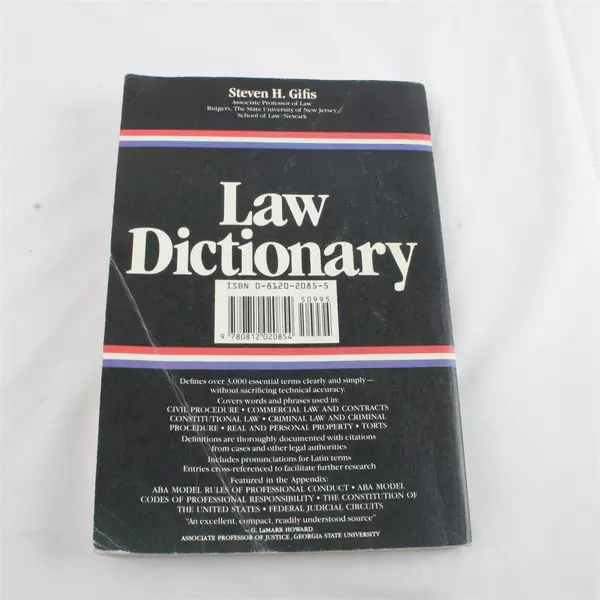 Steven H. Gifis
Associate Professor of Law
Rutgers, The State University of New Jersey,
School of Law-Newark
Law
Dictionary
ISBN 0-8120-2085-5
50995
9 780812 020854
Defines over 3,000 essential terms clearly and simply—
without sacrificing technical accuracy.
Covers words and phrases used in:
CIVIL PROCEDURE • COMMERCIAL LAW AND CONTRACTS
CONSTITUTIONAL LAW • CRIMINAL LAW AND CRIMINAL
PROCEDURE • REAL AND PERSONAL PROPERTY • TORTS
Definitions are thoroughly documented with citations
from cases and other legal authorities
Includes pronunciations for Latin terms
Entries cross-referenced to facilitate further research
Featured in the Appendix:
ABA MODEL RULES OF PROFESSIONAL CONDUCT • ABA MODEL
CODES OF PROFESSIONAL RESPONSIBILITY • THE CONSTITUTION OF
THE UNITED STATES • FEDERAL JUDICIAL CIRCUITS
"An excellent, compact, readily understood source"
— G. LaMARR HOWARD
ASSOCIATE PROFESSOR OF JUSTICE, GEORGIA STATE UNIVERSITY